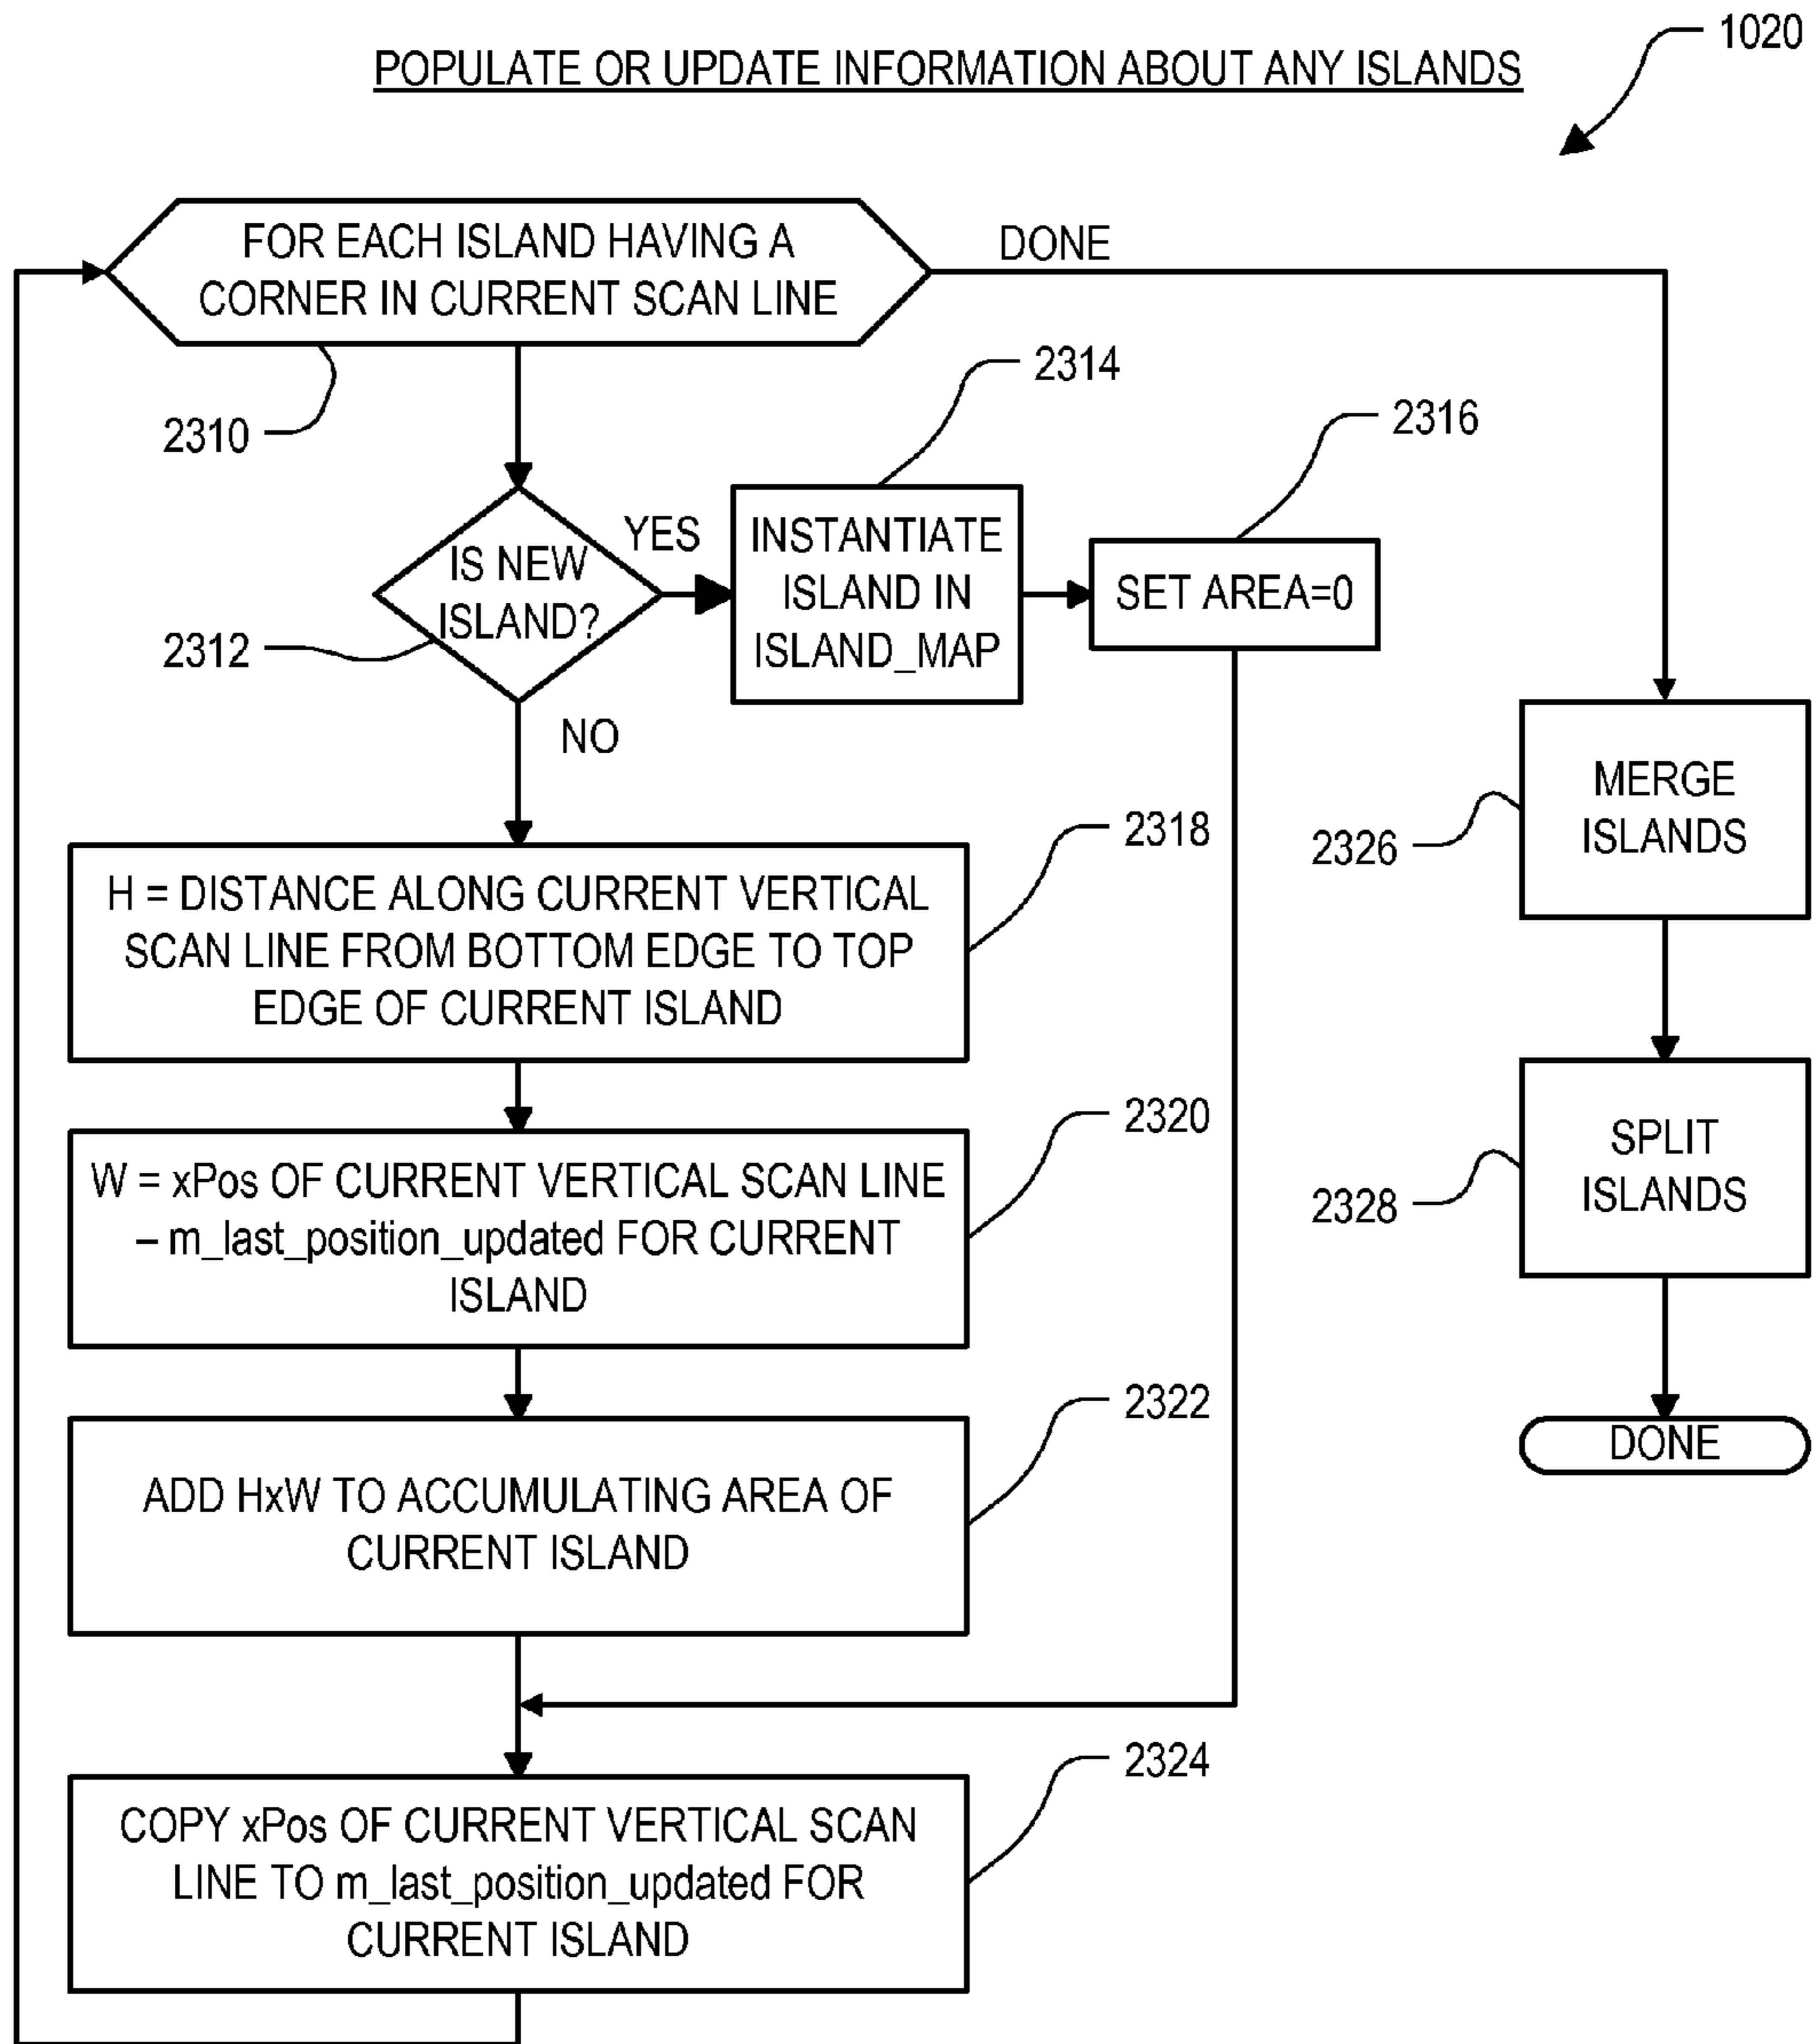 1020
POPULATE OR UPDATE INFORMATION ABOUT ANY ISLANDS
FOR EACH ISLAND HAVING A
CORNER IN CURRENT SCAN LINE
DONE
2310
2314
2316
IS NEW
ISLAND?
YES
2312
INSTANTIATE
ISLAND IN
ISLAND_MAP
SET AREA=0
NO
2318
H = DISTANCE ALONG CURRENT VERTICAL
SCAN LINE FROM BOTTOM EDGE TO TOP
EDGE OF CURRENT ISLAND
MERGE
ISLANDS
2326
2320
W = xPos OF CURRENT VERTICAL SCAN LINE
– m_last_position_updated FOR CURRENT
ISLAND
SPLIT
ISLANDS
2328
2322
ADD HxW TO ACCUMULATING AREA OF
CURRENT ISLAND
DONE
2324
COPY xPos OF CURRENT VERTICAL SCAN
LINE TO m_last_position_updated FOR
CURRENT ISLAND